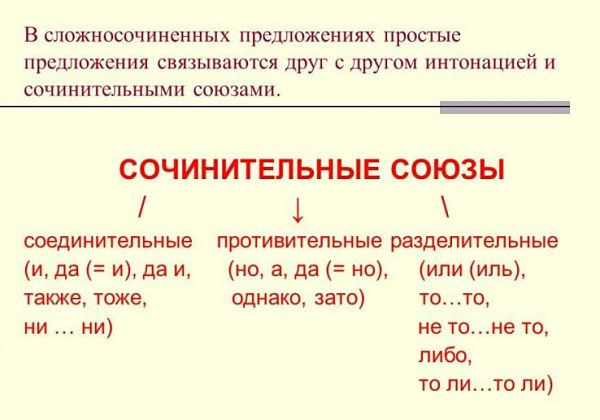 В сложносочиненных предложениях простые
предложения связываются друг с другом интонацией и
сочинительными союзами.
СОЧИНИТЕЛЬНЫЕ СОЮЗЫ
/ ↓ \
соединительные противительные разделительные
(и, да (= и), да и, (но, а, да (= но), (или (иль),
также, тоже, однако, зато) то…то,
ни … ни) не то…не то,
либо,
то ли…то ли)